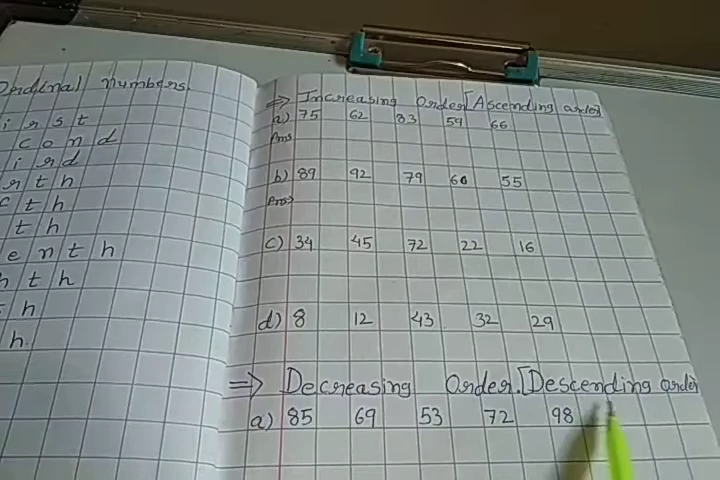 Ordinal numbers
irst
cond
ird
rth
th
th
enth
hth
th
h.
⇒ Increasing Order[Ascending order
a) 75 62 83 59 66
Ans
b) 89 92 79 60 55
Ans
c) 34 45 72 22 16
d) 8 12 43 32 29
⇒ Decreasing Order.[Descending order
a) 85 69 53 72 98